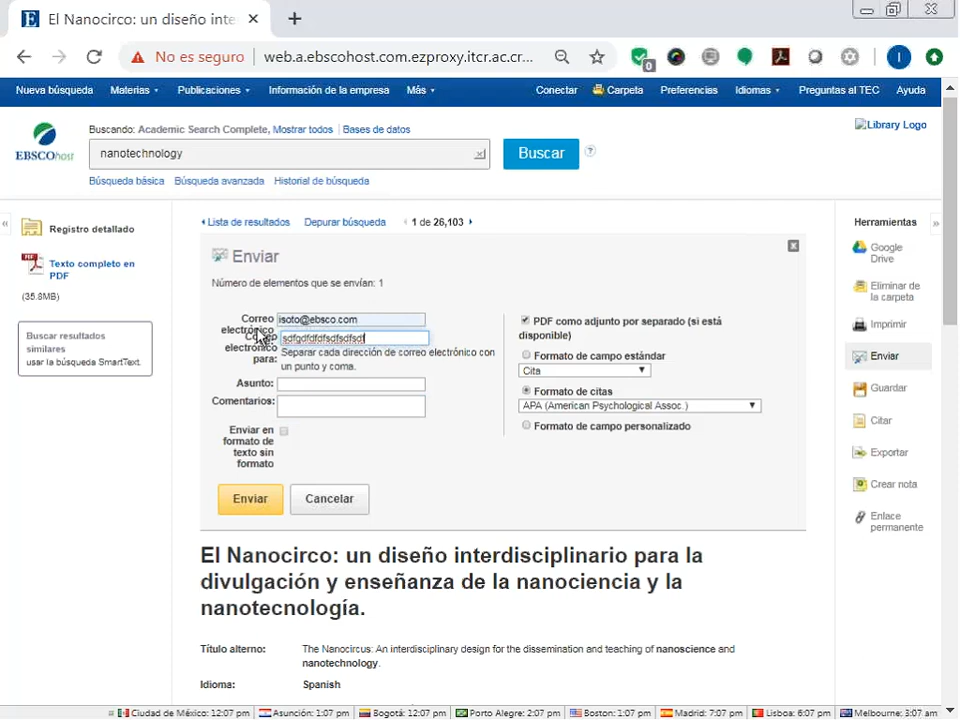 El Nanocirco: un diseño inte
No es seguro
web.a.ebscohost.com.ezproxy.itcr.ac.cr...
0
I
Nueva búsqueda
Materias
Publicaciones
Información de la empresa
Más
Conectar
Carpeta
Preferencias
Idiomas
Preguntas al TEC
Ayuda
Buscando: Academic Search Complete, Mostrar todos | Bases de datos
Library Logo
EBSCOhost
nanotechnology
Buscar
?
Búsqueda básica
Búsqueda avanzada
Historial de búsqueda
«
Registro detallado
Texto completo en
PDF
(35.8MB)
Buscar resultados
similares
usar la búsqueda SmartText.
Lista de resultados
Depurar búsqueda
1 de 26,103
Enviar
Número de elementos que se envían: 1
Correo
electrónico
isoto@ebsco.com
electrónico
para:
Separar cada dirección de correo electrónico con
un punto y coma.
Asunto:
Comentarios:
Enviar en
formato de
texto sin
formato
Enviar
Cancelar
PDF como adjunto por separado (si está
disponible)
Formato de campo estándar
Cita
Formato de citas
APA (American Psychological Assoc.)
Formato de campo personalizado
Herramientas
»
Google
Drive
Eliminar de
la carpeta
Imprimir
Enviar
Guardar
Citar
Exportar
Crear nota
Enlace
permanente
El Nanocirco: un diseño interdisciplinario para la
divulgación y enseñanza de la nanociencia y la
nanotecnología.
Título alterno:
The Nanocircus: An interdisciplinary design for the dissemination and teaching of nanoscience and
nanotechnology.
Idioma:
Spanish
Ciudad de México: 12:07 pm
Asunción: 1:07 pm
Bogotá: 12:07 pm
Porto Alegre: 2:07 pm
Boston: 1:07 pm
Madrid: 7:07 pm
Lisboa: 6:07 pm
Melbourne: 3:07 am